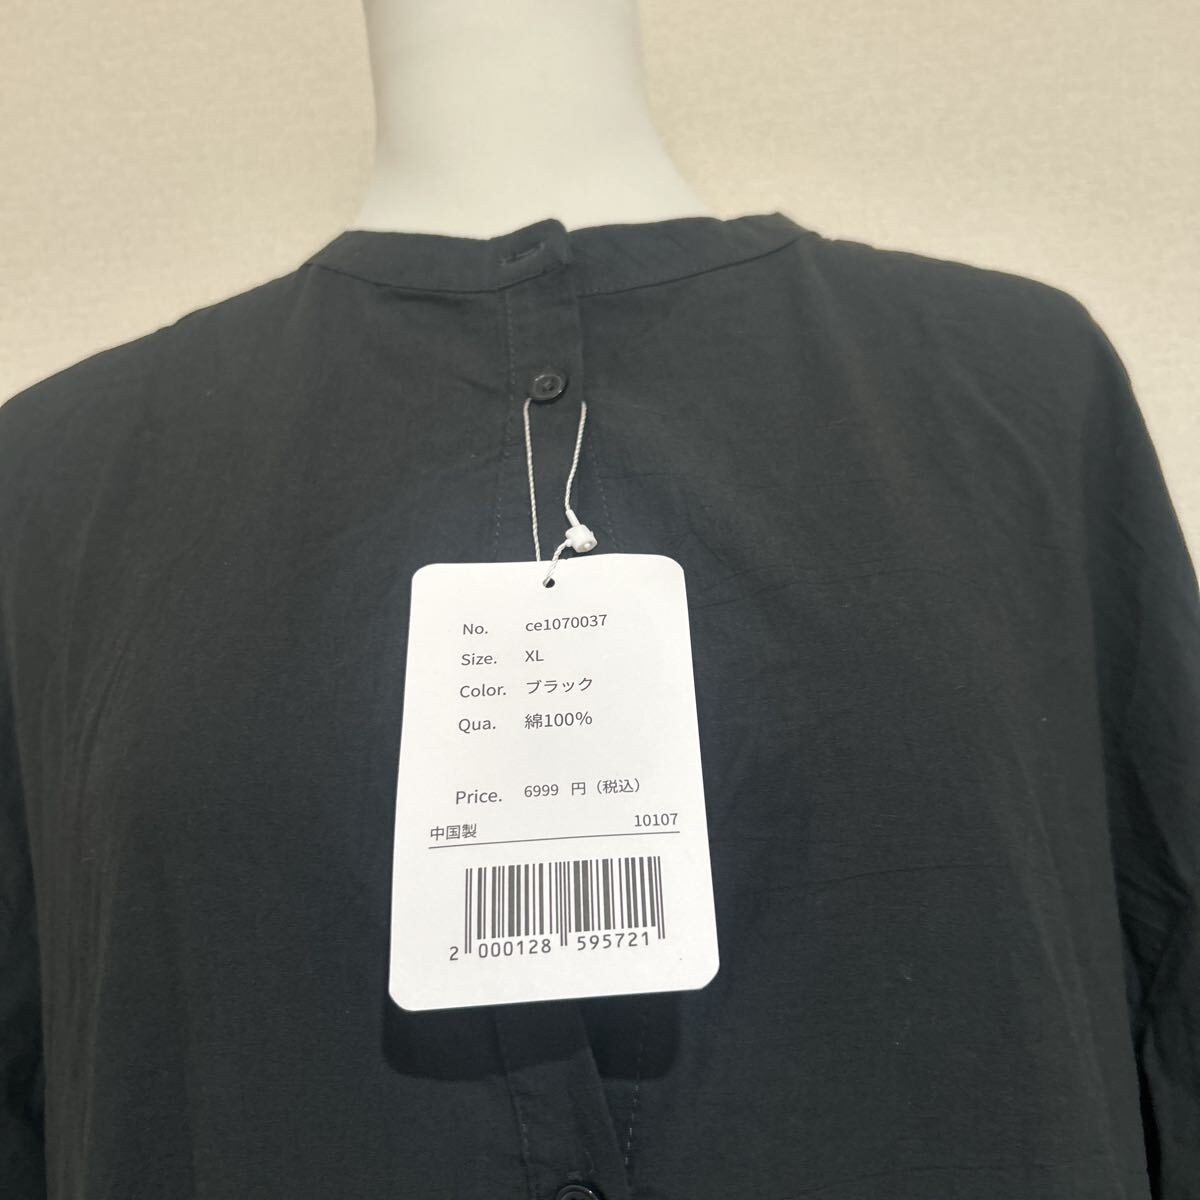 No. ce1070037
Size. XL
Color. ブラック
Qua. 綿100%
Price. 6999 円（税込）
中国製 10107
2 000128 595721